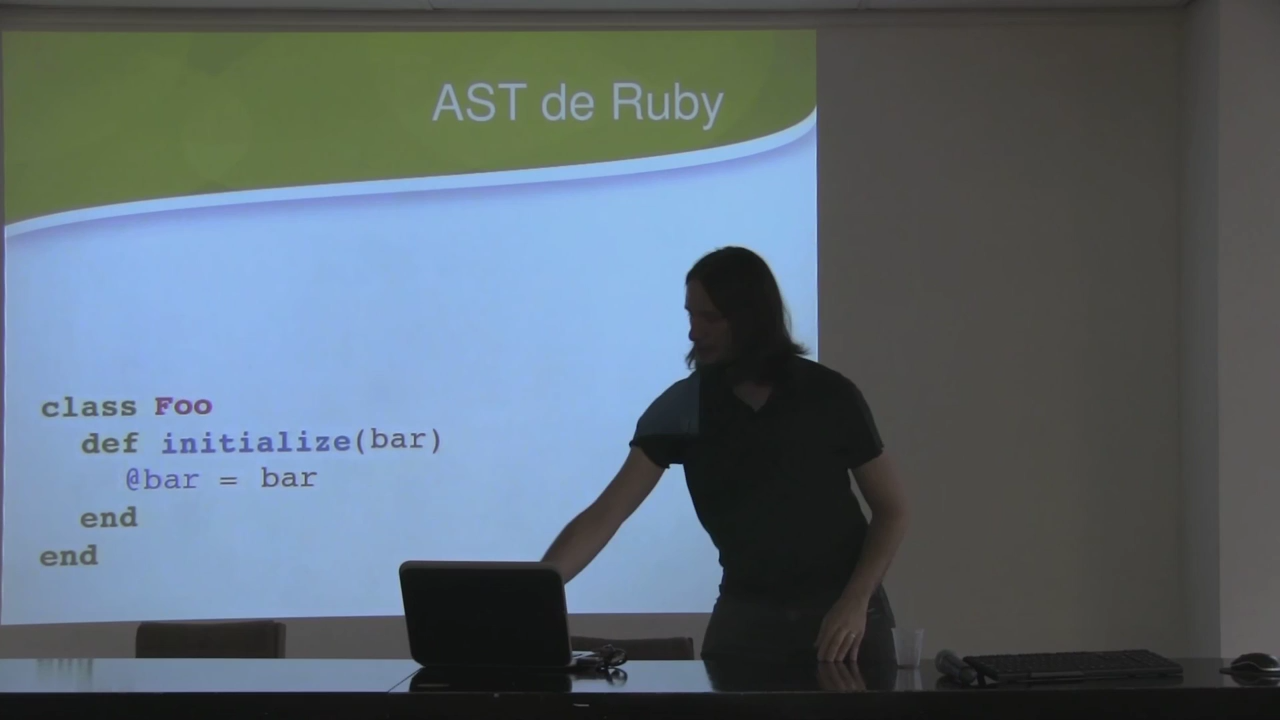 AST de Ruby
class Foo
def initialize(bar)
@bar = bar
end
end